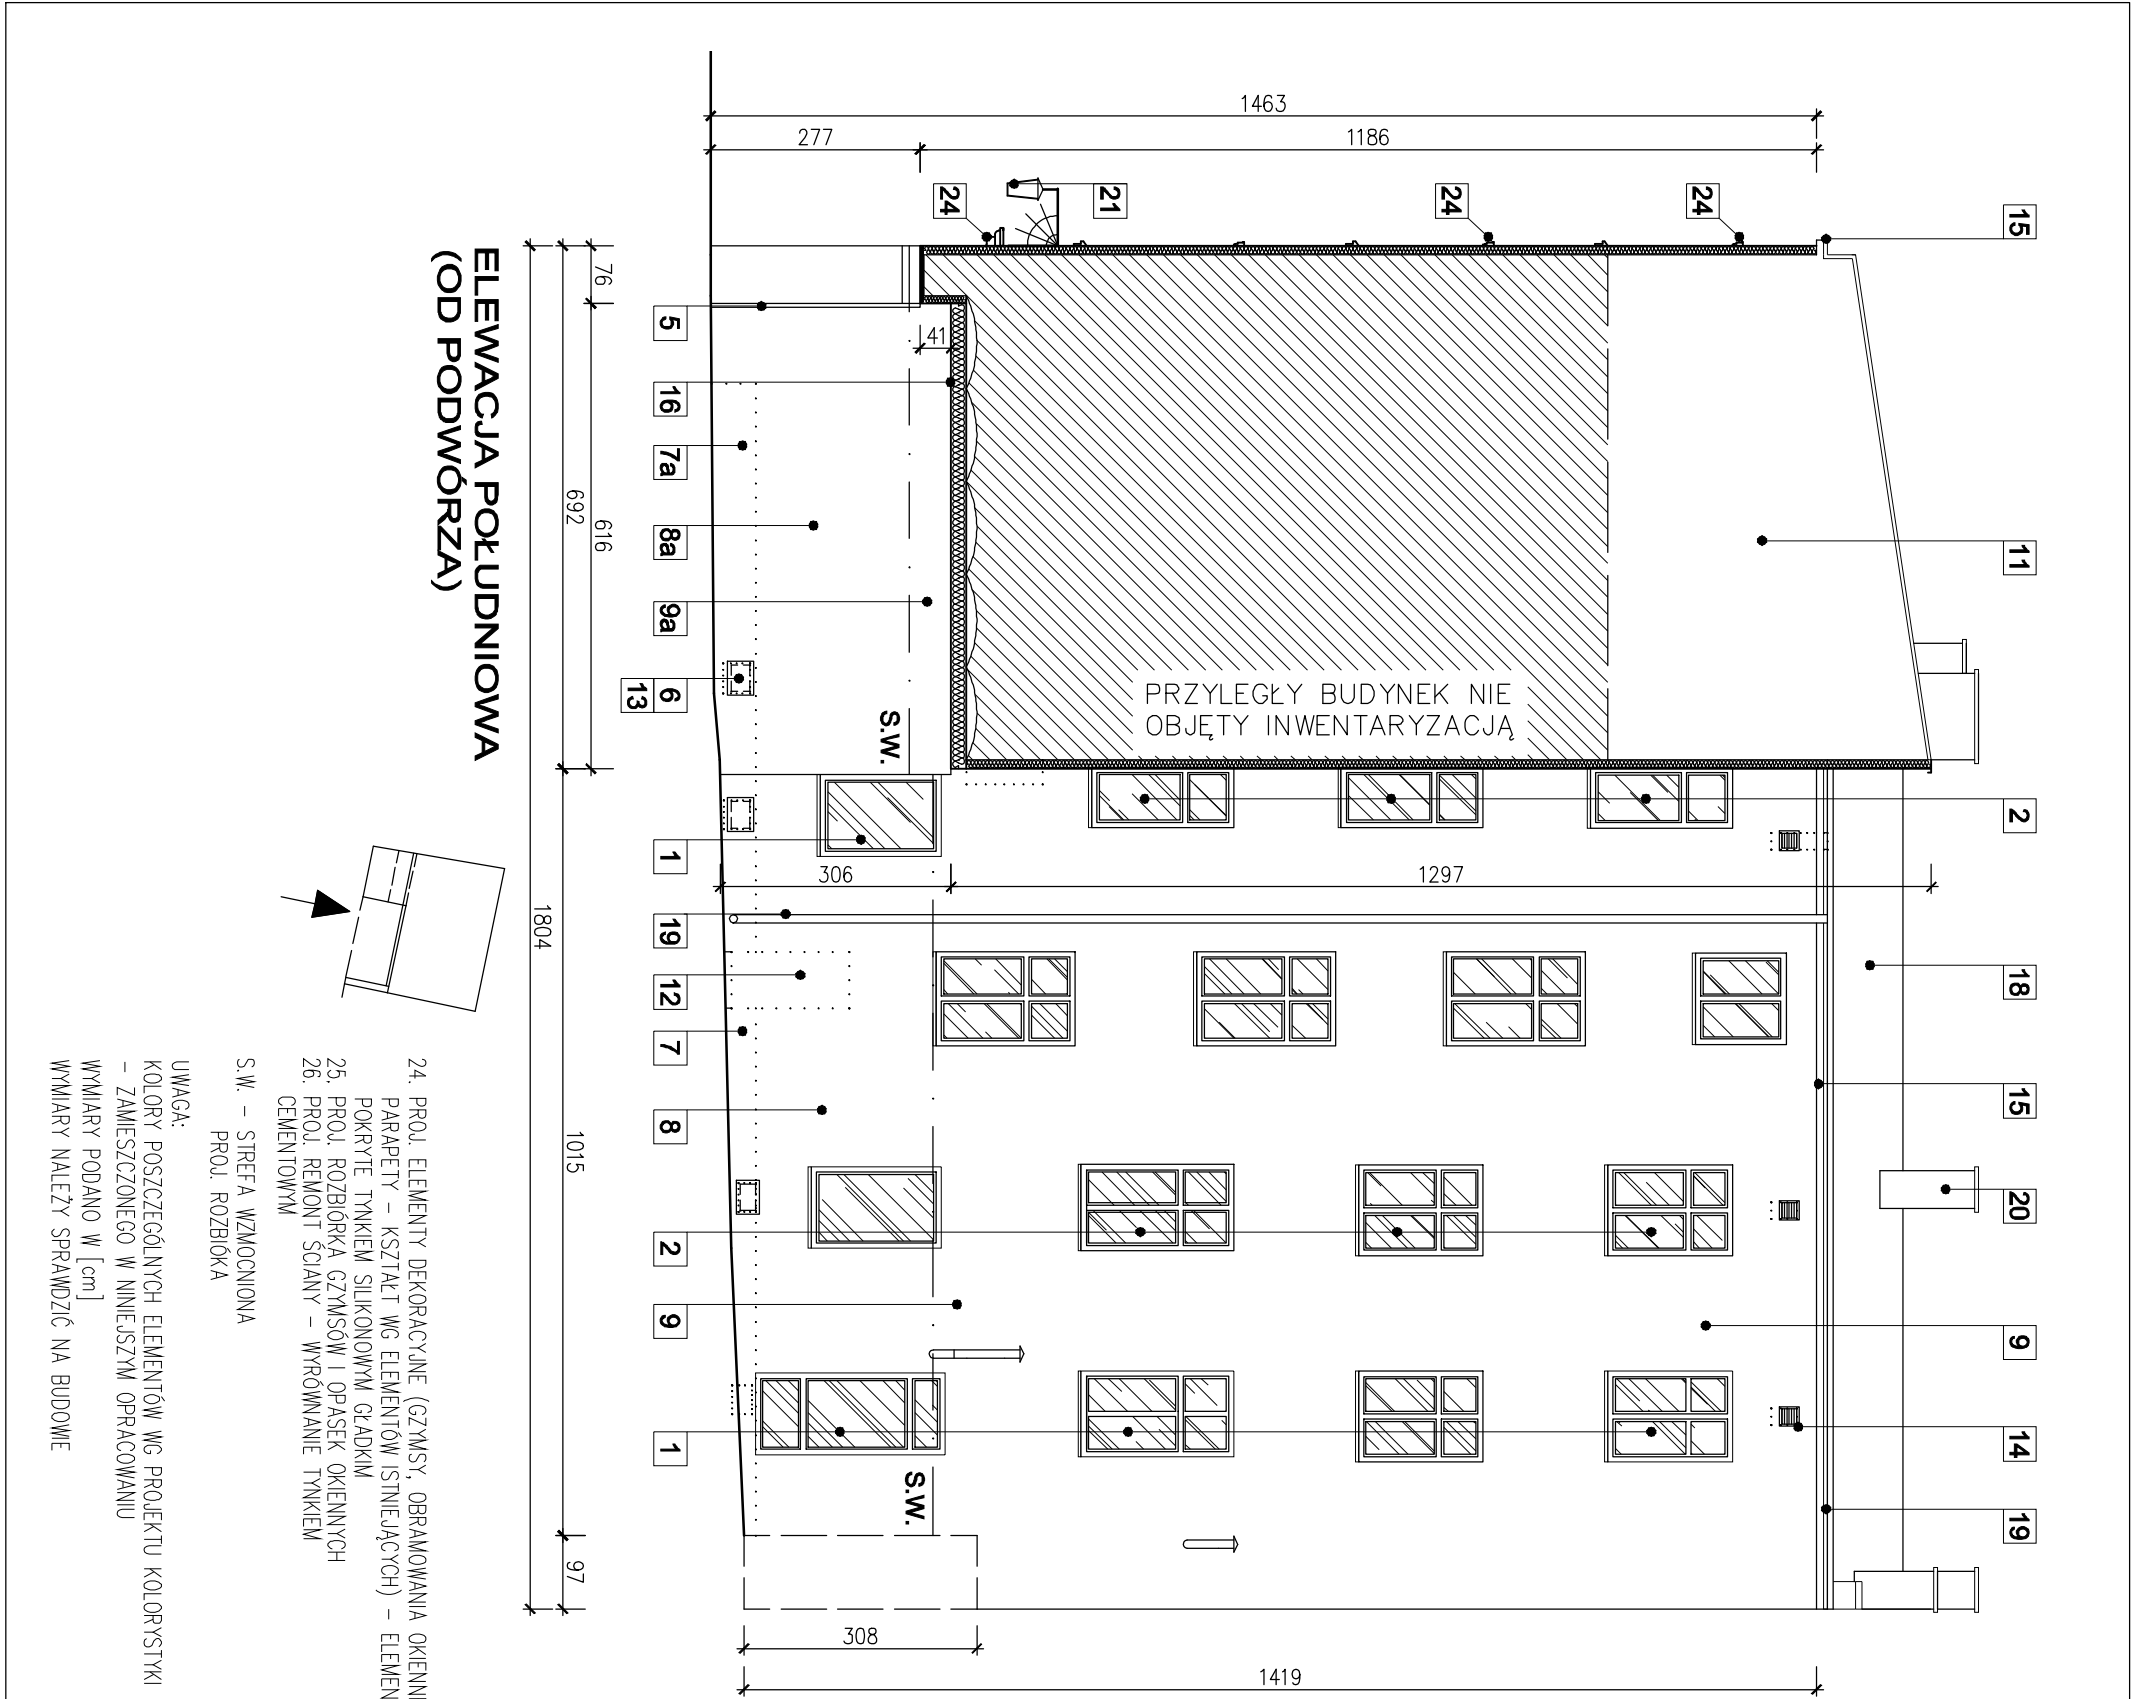 1463
277
1186
24
21
24
24
15
ELEWACJA POŁUDNIOWA
(OD PODWÓRZA)
76
616
692
1804
1015
97
41
5
16
7a
8a
9a
6
13
S.W.
PRZYLEGŁY BUDYNEK NIE
OBJĘTY INWENTARYZACJĄ
11
2
1
306
1297
19
12
7
8
18
15
20
2
9
9
1
14
19
S.W.
308
1419
24. PROJ. ELEMENTY DEKORACYJNE (GZYMSY, OBRAMOWANIA
PARAPETY – KSZTAŁT WG ELEMENTÓW ISTNIEJĄCYCH) –
POKRYTE TYNKIEM SILIKONOWYM GŁADKIM
25. PROJ. ROZBIÓRKA GZYMSÓW I OPASEK OKIENNYCH
26. PROJ. REMONT ŚCIANY – WYRÓWNANIE TYNKIEM
CEMENTOWYM
S.W. – STREFA WZMOCNIONA
PROJ. ROZBIÓKA
UWAGA:
KOLORY POSZCZEGÓLNYCH ELEMENTÓW WG PROJEKTU KOLORYSTYKI
– ZAMIESZCZONEGO W NINIEJSZYM OPRACOWANIU
WYMIARY PODANO W [cm]
WYMIARY NALEŻY SPRAWDZIĆ NA BUDOWIE